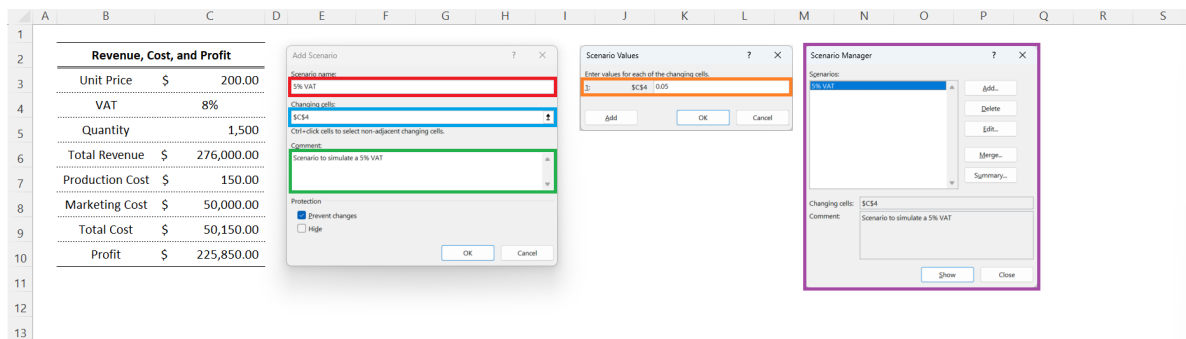 A B C D E F G H I J K L M N O P Q R S
1
2 Revenue, Cost, and Profit
3 Unit Price $ 200.00
4 VAT 8%
5 Quantity 1,500
6 Total Revenue $ 276,000.00
7 Production Cost $ 150.00
8 Marketing Cost $ 50,000.00
9 Total Cost $ 50,150.00
10 Profit $ 225,850.00
11
12
13
Add Scenario ? ×
Scenario name:
5% VAT
Changing cells:
$C$4
Ctrl+click cells to select non-adjacent changing cells.
Comment:
Scenario to simulate a 5% VAT
Protection
Prevent changes
Hide
OK Cancel
Scenario Values ? ×
Enter values for each of the changing cells.
1: $C$4 0.05
Add OK Cancel
Scenario Manager ? ×
Scenarios:
5% VAT
Add...
Delete
Edit...
Merge...
Summary...
Changing cells: $C$4
Comment: Scenario to simulate a 5% VAT
Show Close